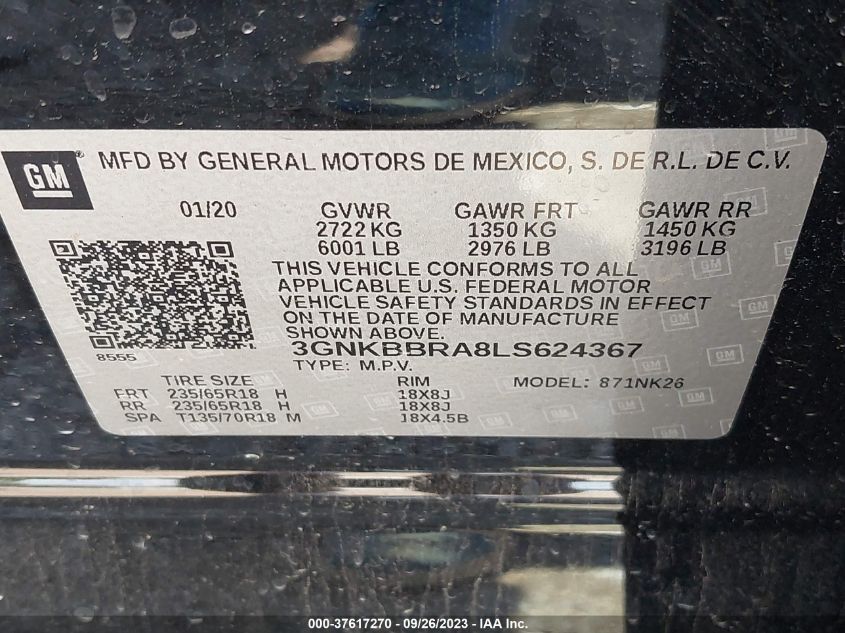 GM ® MFD BY GENERAL MOTORS DE MEXICO, S. DE R.L. DE C.V.
01/20 GVWR GAWR FRT GAWR RR
2722 KG 1350 KG 1450 KG
6001 LB 2976 LB 3196 LB
THIS VEHICLE CONFORMS TO ALL
APPLICABLE U.S. FEDERAL MOTOR
VEHICLE SAFETY STANDARDS IN EFFECT
ON THE DATE OF MANUFACTURE
SHOWN ABOVE.
8555 3GNKBBRA8LS624367
TYPE: M.P.V.
TIRE SIZE RIM MODEL: 871NK26
FRT 235/65R18 H 18X8J
RR 235/65R18 H 18X8J
SPA T135/70R18 M 18X4.5B
000-37617270 - 09/26/2023 - IAA Inc.